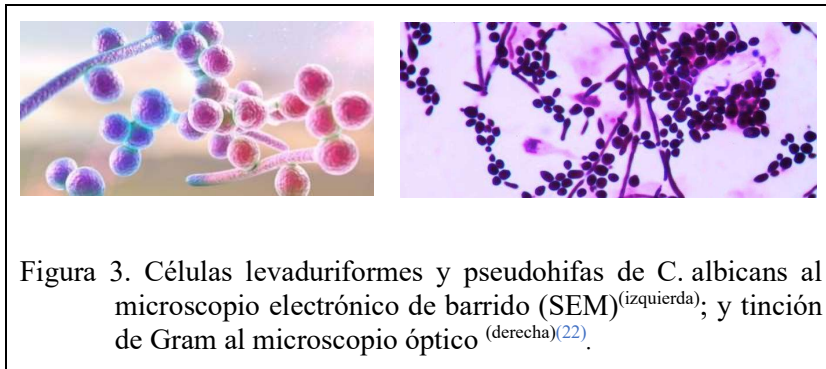 Figura 3. Células levaduriformes y pseudohifas de C. albicans al
microscopio electrónico de barrido (SEM)(izquierda); y tinción
de Gram al microscopio óptico (derecha)(22).